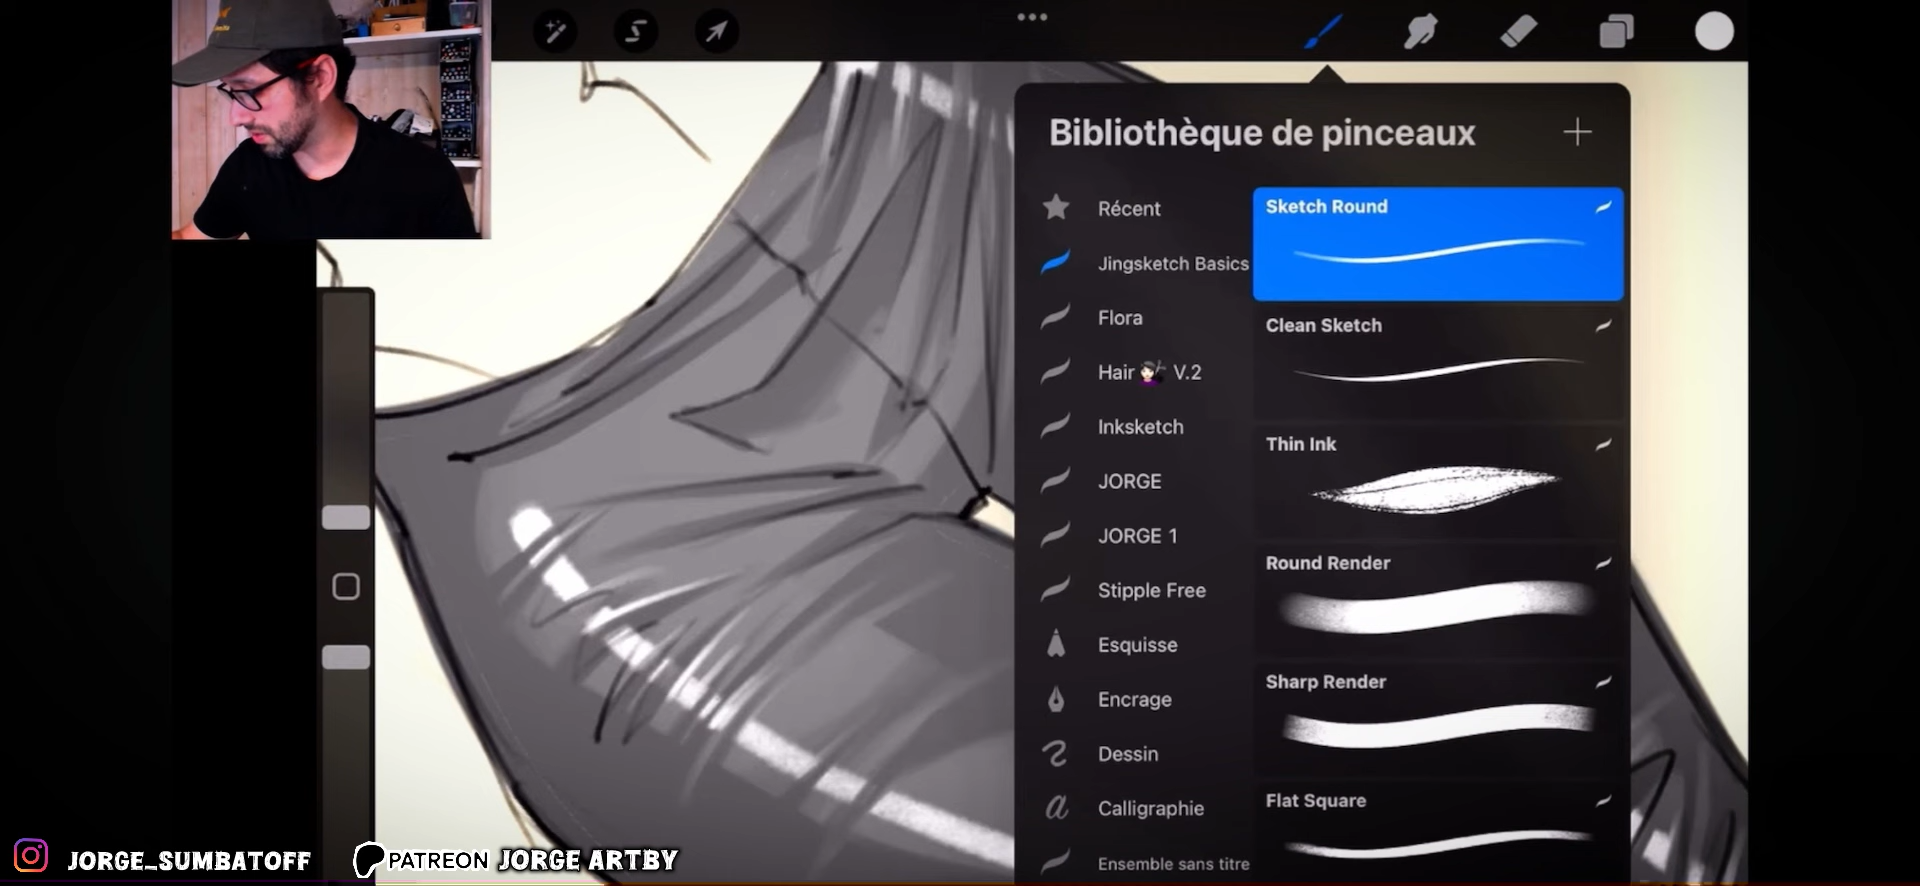 Bibliothèque de pinceaux
Récent
Jingsketch Basics
Flora
Hair V.2
Inksketch
JORGE
JORGE 1
Stipple Free
Esquisse
Encrage
Dessin
Calligraphie
Ensemble sans titre
Sketch Round
Clean Sketch
Thin Ink
Round Render
Sharp Render
Flat Square
JORGE_SUMBATOFF
PATREON JORGE ARTBY